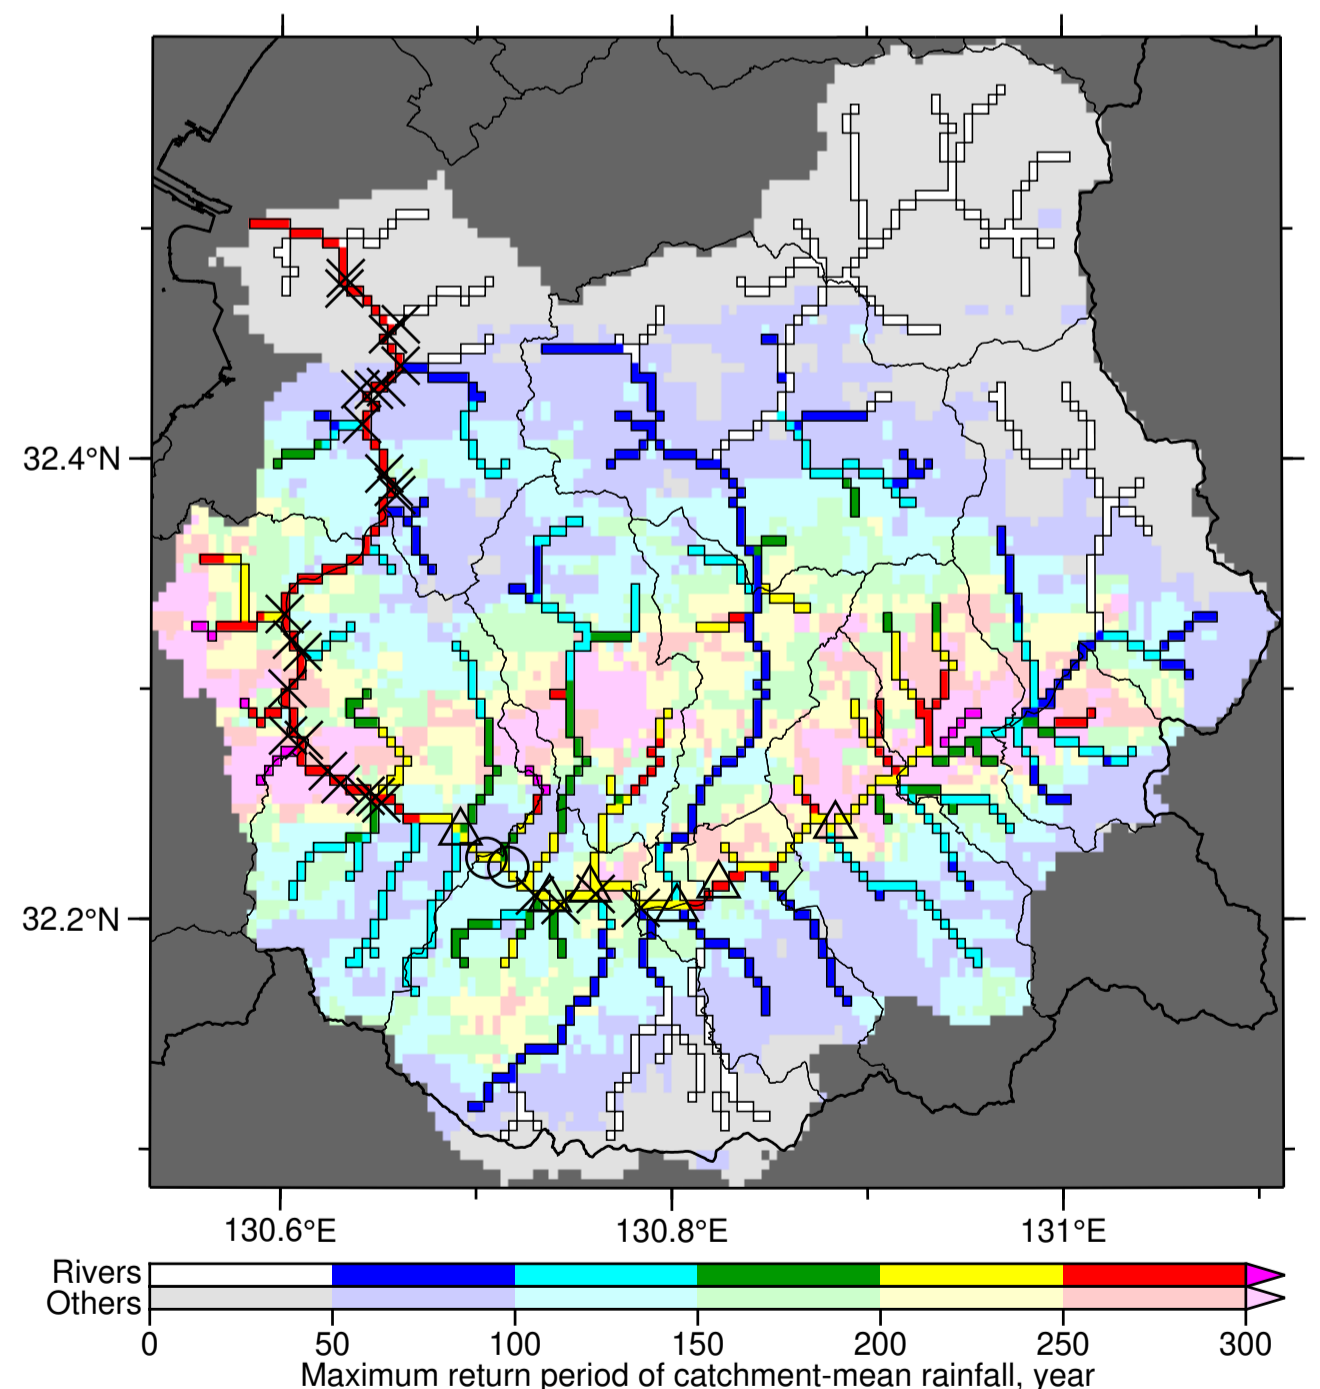 32.4°N
32.2°N
130.6°E 130.8°E 131°E
Rivers
Others
0 50 100 150 200 250 300
Maximum return period of catchment-mean rainfall, year